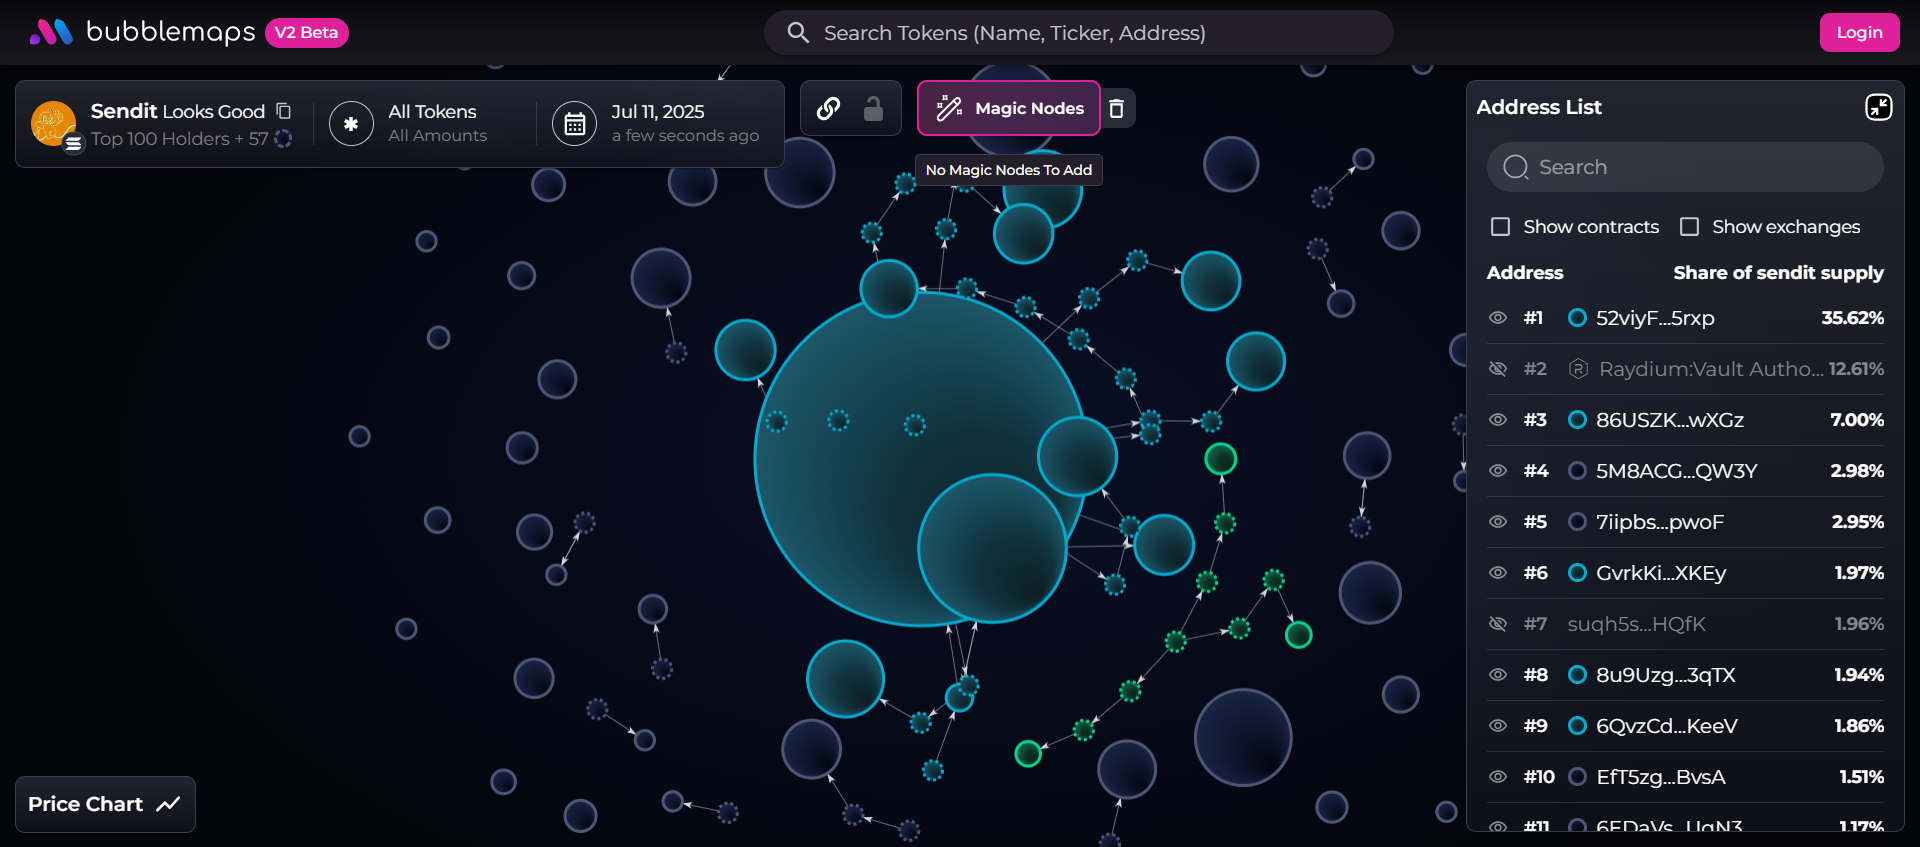 bubblemaps V2 Beta
Search Tokens (Name, Ticker, Address)
Login
Sendit Looks Good
Top 100 Holders + 57
All Tokens
All Amounts
Jul 11, 2025
a few seconds ago
Magic Nodes
No Magic Nodes To Add
Address List
Search
Show contracts
Show exchanges
Address Share of sendit supply
#1 52viyF...5rxp 35.62%
#2 Raydium:Vault Autho... 12.61%
#3 86USZK...wXGz 7.00%
#4 5M8ACG...QW3Y 2.98%
#5 7iipbs...pwoF 2.95%
#6 GvrkKi...XKEy 1.97%
#7 suqh5s...HQfK 1.96%
#8 8u9Uzg...3qTX 1.94%
#9 6QvzCd...KeeV 1.86%
#10 EfT5zg...BvsA 1.51%
#11 1.17%
Price Chart